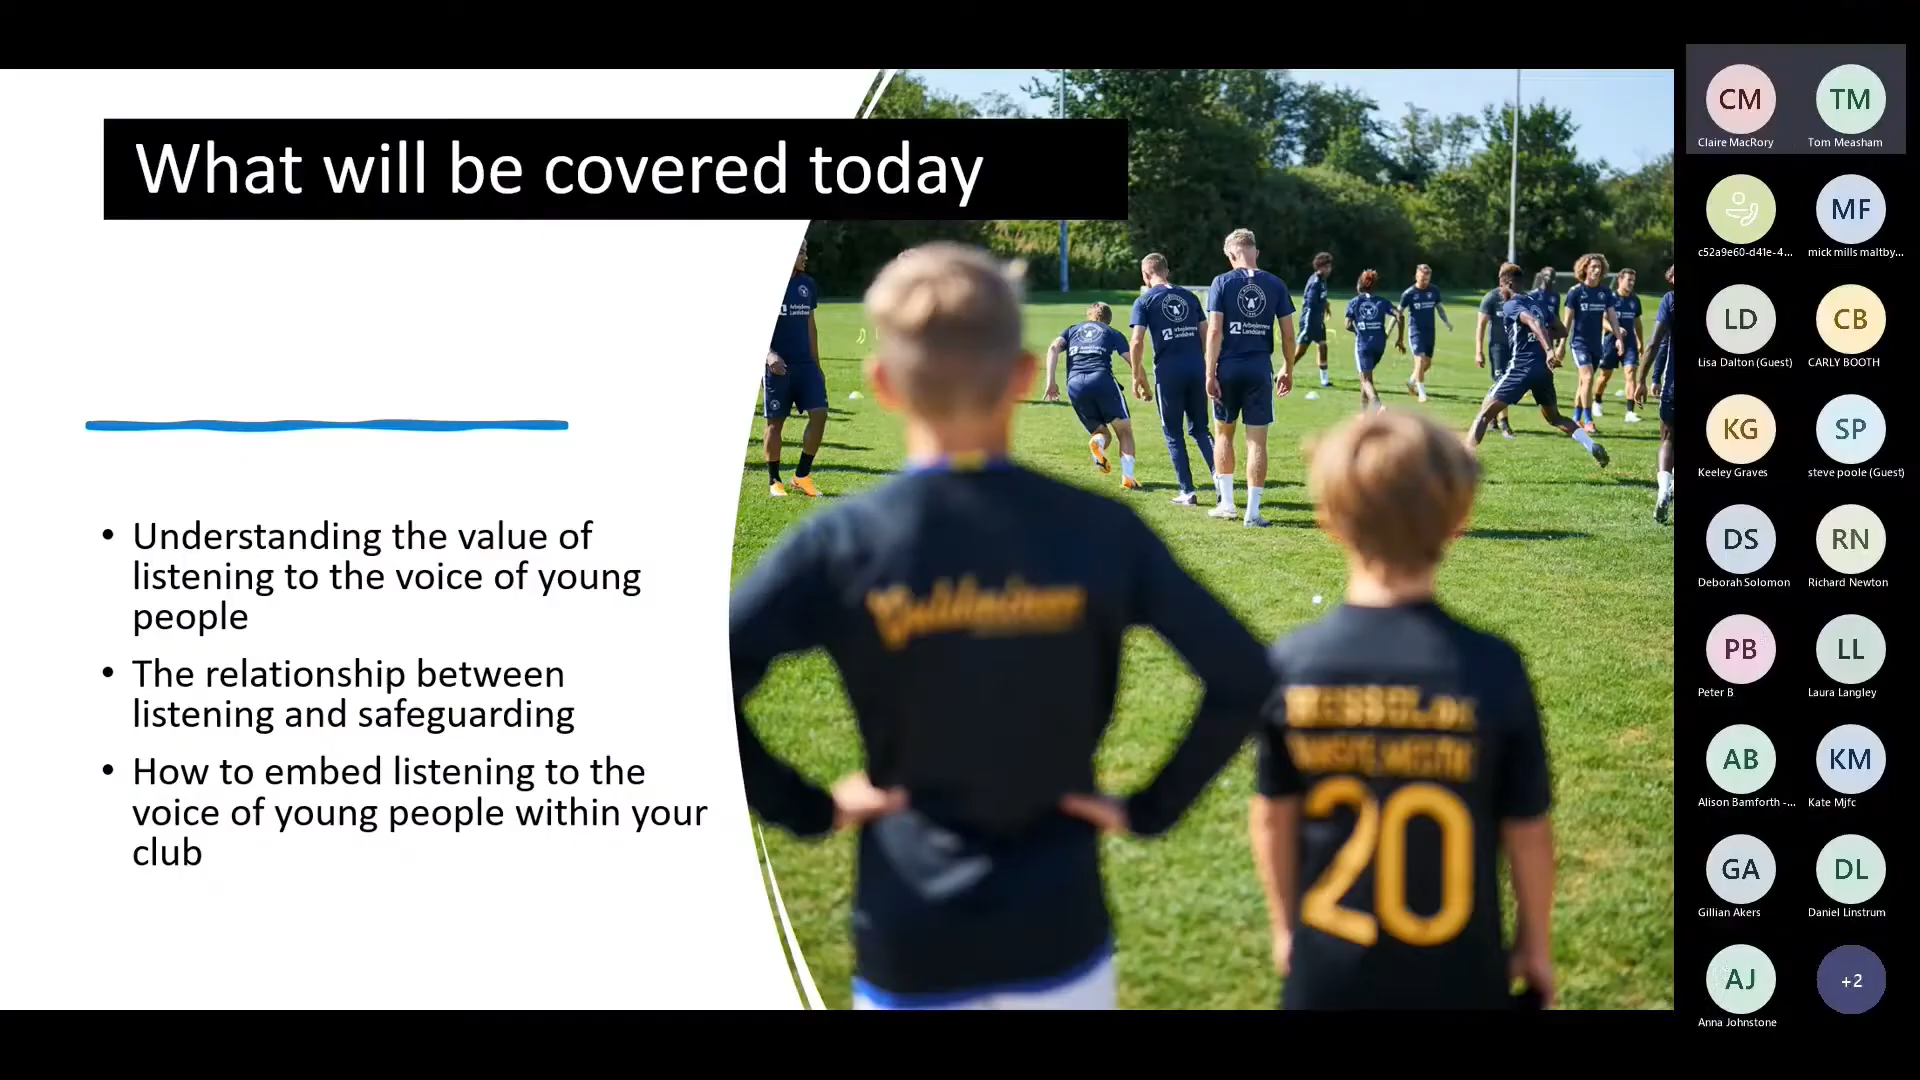 What will be covered today
• Understanding the value of
listening to the voice of young
people
• The relationship between
listening and safeguarding
• How to embed listening to the
voice of young people within your
club
Arbejdernes
Landsbank
20
CM
Claire MacRory
TM
Tom Measham
c52a9e60-d41e-4...
MF
mick mills maltby...
LD
Lisa Dalton (Guest)
CB
CARLY BOOTH
KG
Keeley Graves
SP
steve poole (Guest)
DS
Deborah Solomon
RN
Richard Newton
PB
Peter B
LL
Laura Langley
AB
Alison Bamforth -...
KM
Kate Mjfc
GA
Gillian Akers
DL
Daniel Linstrum
AJ
Anna Johnstone
+2